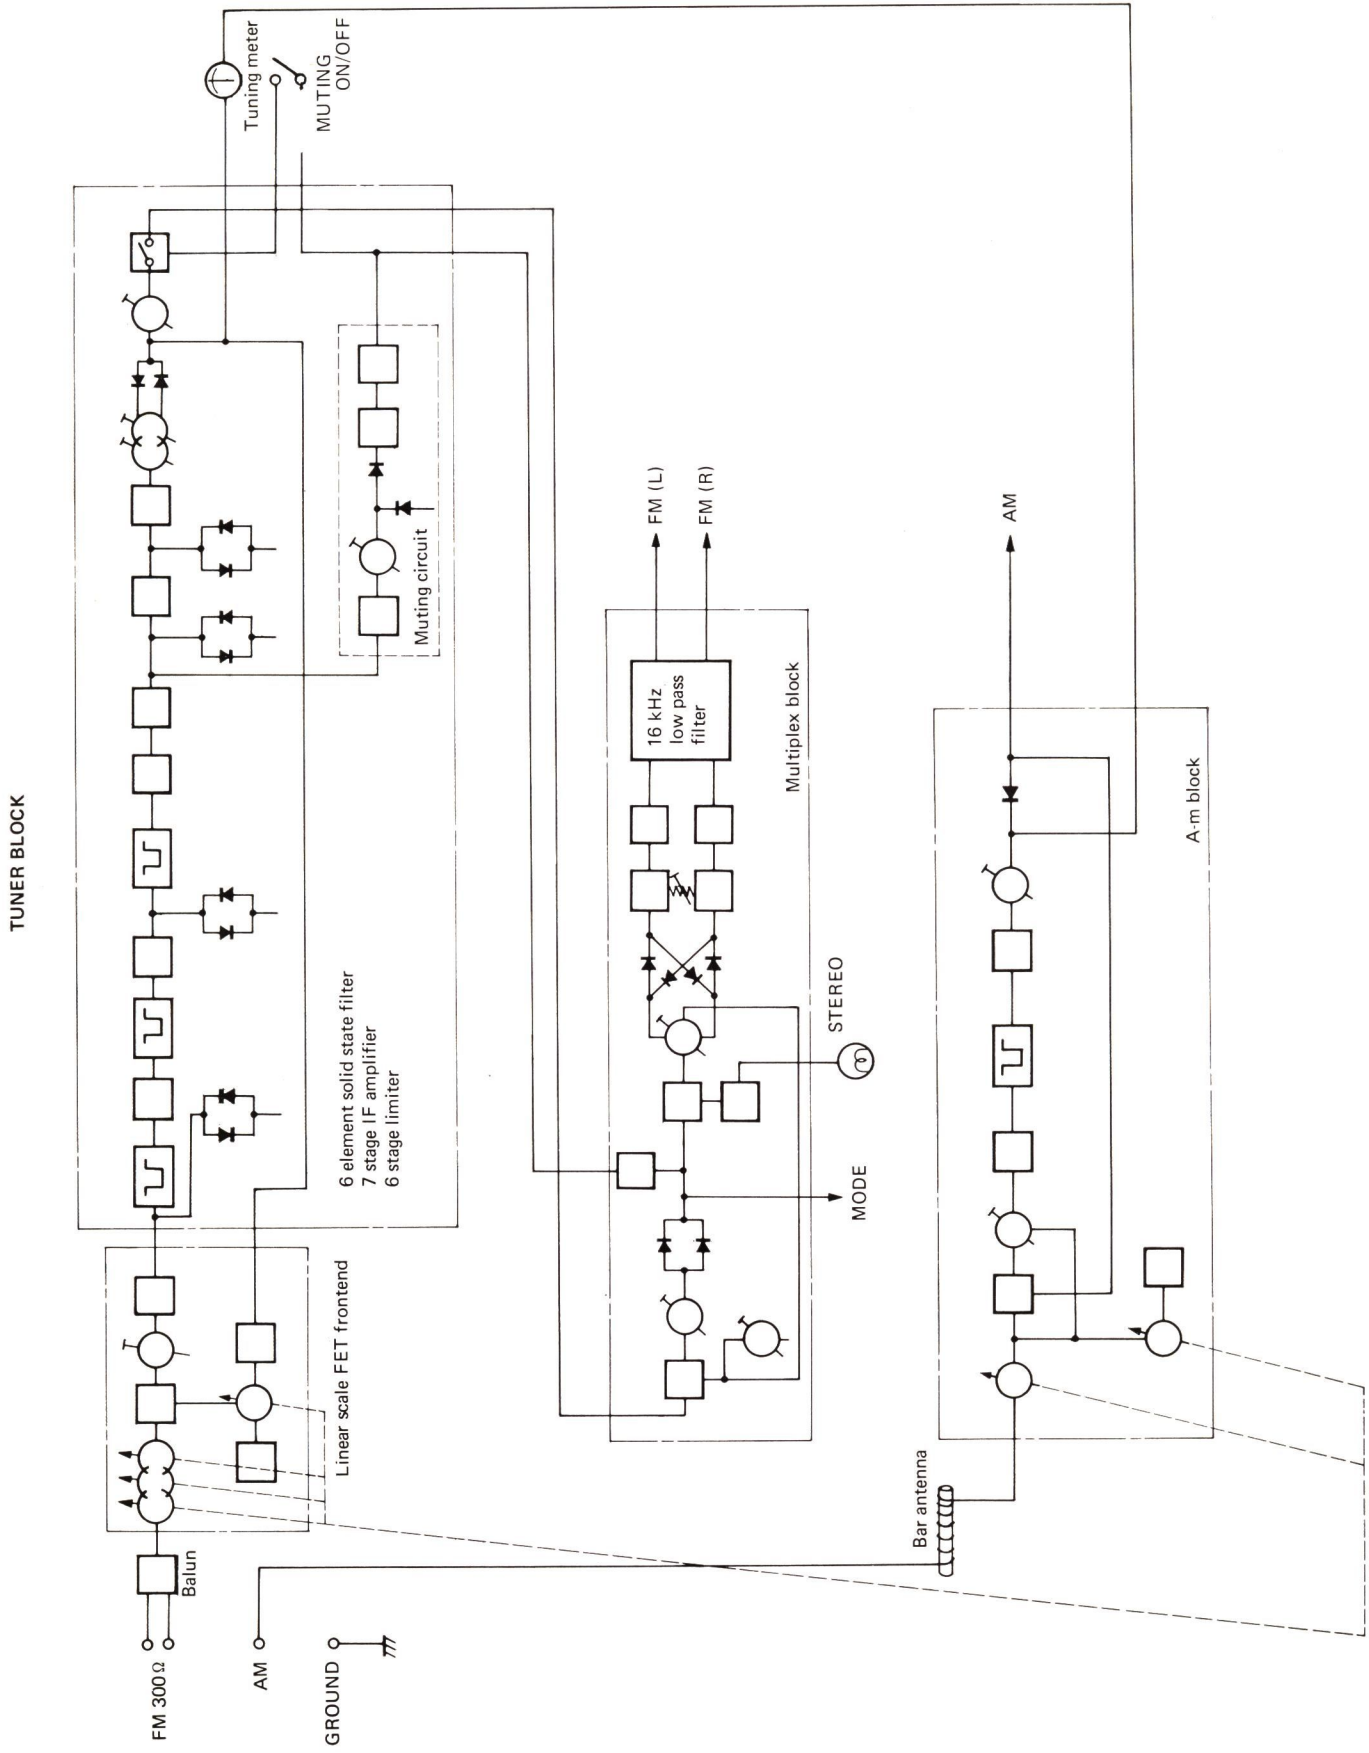 TUNER BLOCK
FM 300Ω
Balun
AM
GROUND
Linear scale FET frontend
6 element solid state filter
7 stage IF amplifier
6 stage limiter
Muting circuit
Tuning meter
MUTING
ON/OFF
MODE
STEREO
16 kHz
low pass
filter
Multiplex block
FM (L)
FM (R)
Bar antenna
A-m block
AM